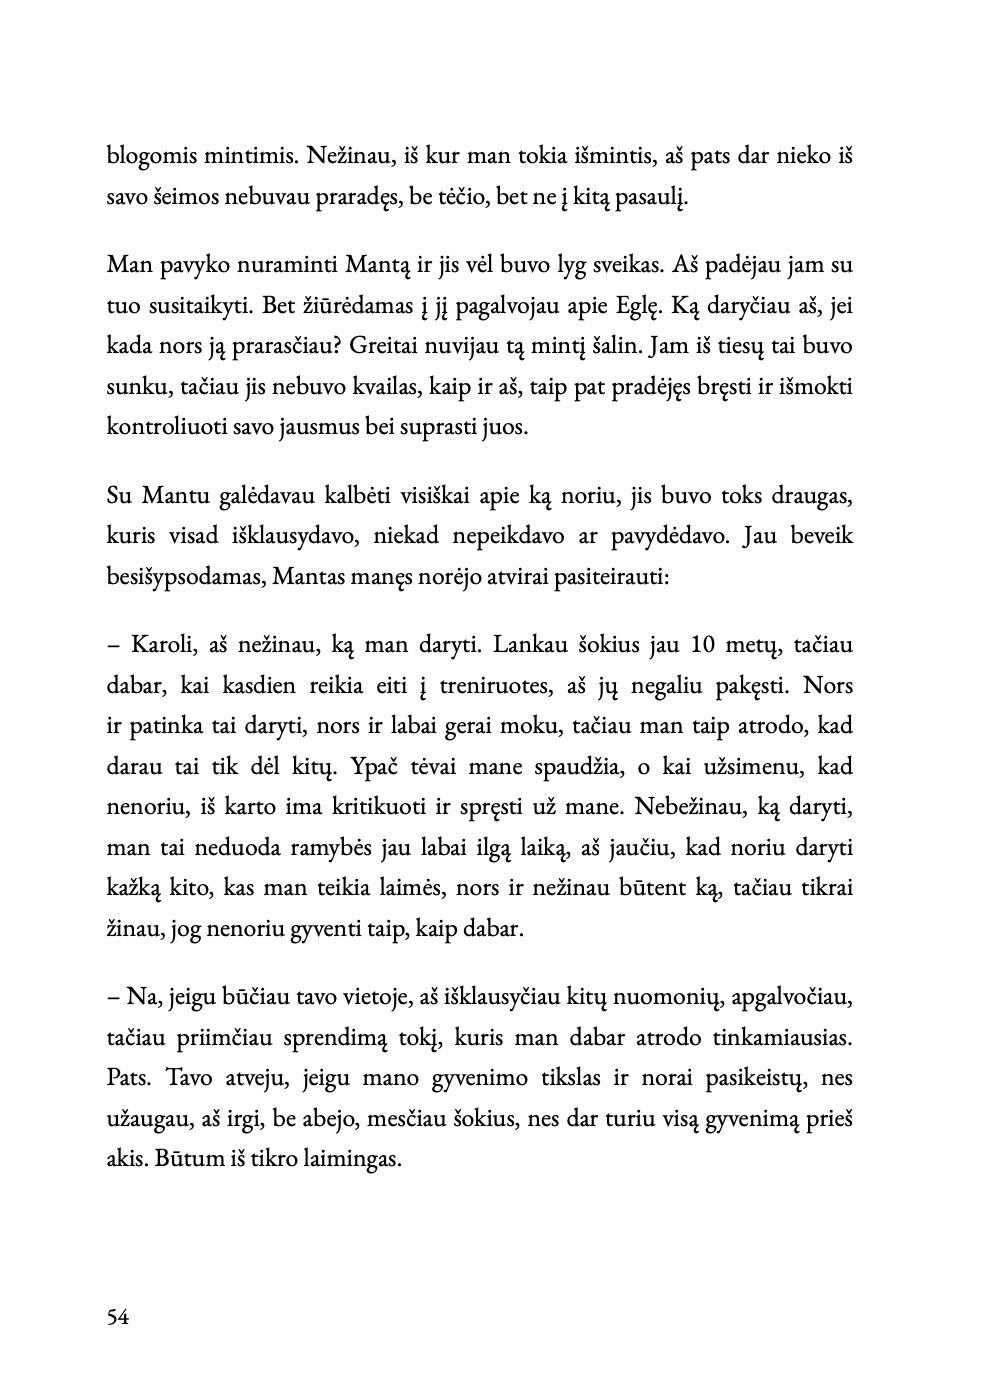 blogomis mintimis. Nežinau, iš kur man tokia išmintis, aš pats dar nieko iš
savo šeimos nebuvau praradęs, be tėčio, bet ne į kitą pasaulį.
Man pavyko nuraminti Mantą ir jis vėl buvo lyg sveikas. Aš padėjau jam su
tuo susitaikyti. Bet žiūrėdamas į jį pagalvojau apie Eglę. Ką daryčiau aš, jei
kada nors ją prarasčiau? Greitai nuvijau tą mintį šalin. Jam iš tiesų tai buvo
sunku, tačiau jis nebuvo kvailas, kaip ir aš, taip pat pradėjęs bręsti ir išmokti
kontroliuoti savo jausmus bei suprasti juos.
Su Mantu galėdavau kalbėti visiškai apie ką noriu, jis buvo toks draugas,
kuris visad išklausydavo, niekad nepeikdavo ar pavydėdavo. Jau beveik
besišypsodamas, Mantas manęs norėjo atvirai pasiteirauti:
– Karoli, aš nežinau, ką man daryti. Lankau šokius jau 10 metų, tačiau
dabar, kai kasdien reikia eiti į treniruotes, aš jų negaliu pakęsti. Nors
ir patinka tai daryti, nors ir labai gerai moku, tačiau man taip atrodo, kad
darau tai tik dėl kitų. Ypač tėvai mane spaudžia, o kai užsimenu, kad
nenoriu, iš karto ima kritikuoti ir spręsti už mane. Nebežinau, ką daryti,
man tai neduoda ramybės jau labai ilgą laiką, aš jaučiu, kad noriu daryti
kažką kito, kas man teikia laimės, nors ir nežinau būtent ką, tačiau tikrai
žinau, jog nenoriu gyventi taip, kaip dabar.
– Na, jeigu būčiau tavo vietoje, aš išklausyčiau kitų nuomonių, apgalvočiau,
tačiau priimčiau sprendimą tokį, kuris man dabar atrodo tinkamiausias.
Pats. Tavo atveju, jeigu mano gyvenimo tikslas ir norai pasikeistų, nes
užaugau, aš irgi, be abejo, mesčiau šokius, nes dar turiu visą gyvenimą prieš
akis. Būtum iš tikro laimingas.
54